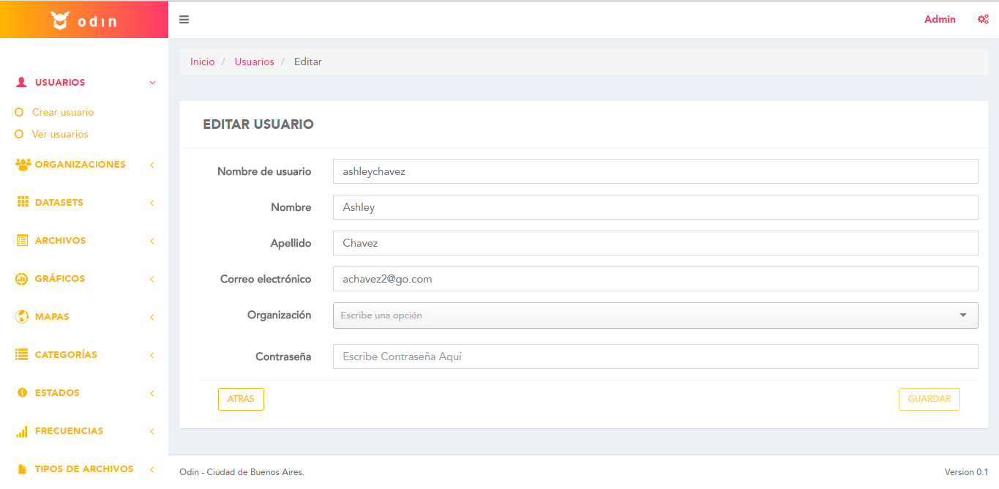 odin
Admin
Inicio / Usuarios / Editar
USUARIOS
Crear usuario
Ver usuarios
ORGANIZACIONES
DATASETS
ARCHIVOS
GRÁFICOS
MAPAS
CATEGORÍAS
ESTADOS
FRECUENCIAS
TIPOS DE ARCHIVOS
EDITAR USUARIO
Nombre de usuario ashleychavez
Nombre Ashley
Apellido Chavez
Correo electrónico achavez2@go.com
Organización Escribe una opción
Contraseña Escribe Contraseña Aquí
ATRAS GUARDAR
Odin - Ciudad de Buenos Aires. Version 0.1